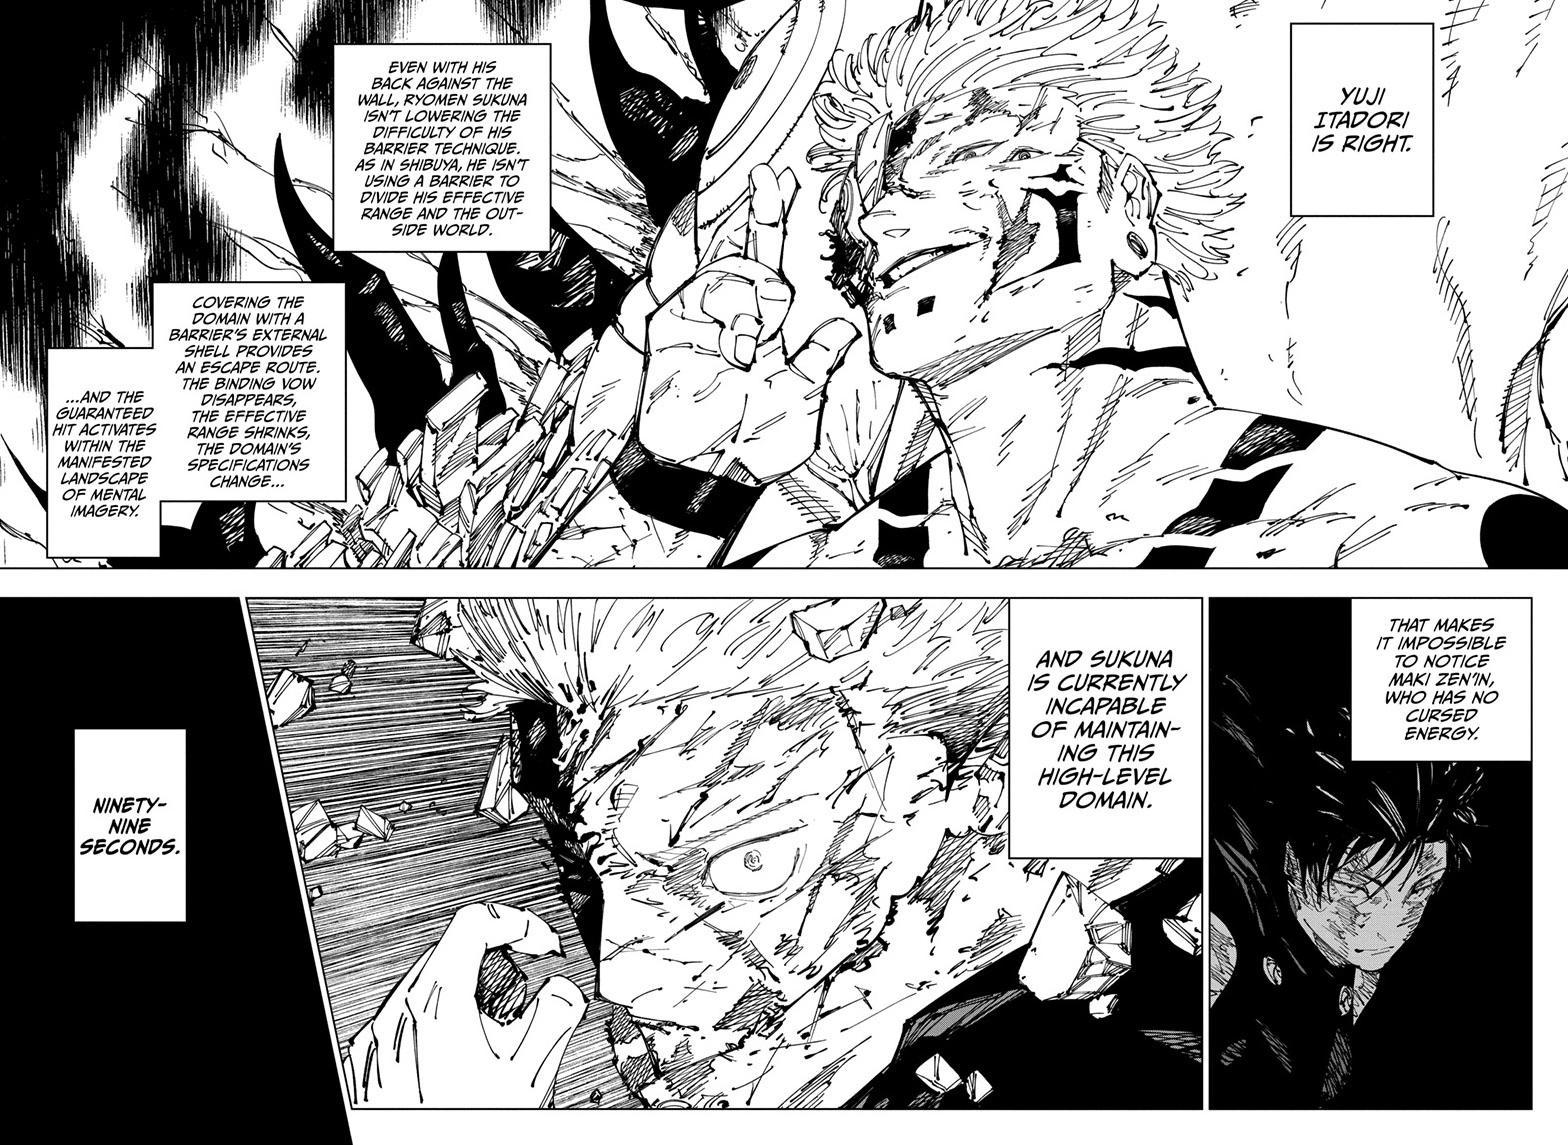 YUJI
ITADORI
IS RIGHT.
EVEN WITH HIS
BACK AGAINST THE
WALL, RYOMEN SUKUNA
ISN'T LOWERING THE
DIFFICULTY OF HIS
BARRIER TECHNIQUE.
AS IN SHIBUYA, HE ISN'T
USING A BARRIER TO
DIVIDE HIS EFFECTIVE
RANGE AND THE OUT-
SIDE WORLD.
COVERING THE
DOMAIN WITH A
BARRIER'S EXTERNAL
SHELL PROVIDES
AN ESCAPE ROUTE.
THE BINDING VOW
DISAPPEARS,
THE EFFECTIVE
RANGE SHRINKS,
THE DOMAIN'S
SPECIFICATIONS
CHANGE...
...AND THE
GUARANTEED
HIT ACTIVATES
WITHIN THE
MANIFESTED
LANDSCAPE
OF MENTAL
IMAGERY.
THAT MAKES
IT IMPOSSIBLE
TO NOTICE
MAKI ZEN'IN,
WHO HAS NO
CURSED
ENERGY.
AND SUKUNA
IS CURRENTLY
INCAPABLE
OF MAINTAIN-
ING THIS
HIGH-LEVEL
DOMAIN.
NINETY-
NINE
SECONDS.